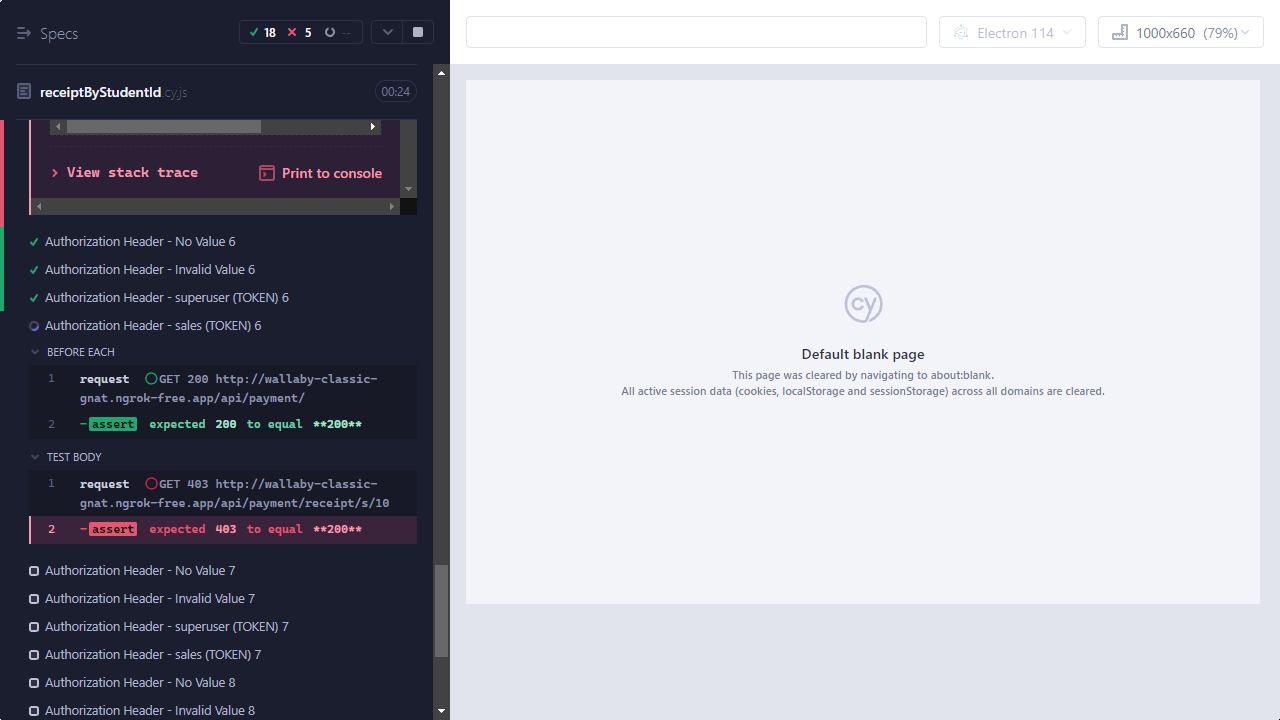 Specs
18
5
--
Electron 114
1000x660 (79%)
receiptByStudentId.cy.js
00:24
View stack trace
Print to console
Authorization Header - No Value 6
Authorization Header - Invalid Value 6
Authorization Header - superuser (TOKEN) 6
Authorization Header - sales (TOKEN) 6
BEFORE EACH
1 request GET 200 http://wallaby-classic-
gnat.ngrok-free.app/api/payment/
2 -assert expected 200 to equal **200**
TEST BODY
1 request GET 403 http://wallaby-classic-
gnat.ngrok-free.app/api/payment/receipt/s/10
2 -assert expected 403 to equal **200**
Authorization Header - No Value 7
Authorization Header - Invalid Value 7
Authorization Header - superuser (TOKEN) 7
Authorization Header - sales (TOKEN) 7
Authorization Header - No Value 8
Authorization Header - Invalid Value 8
cy
Default blank page
This page was cleared by navigating to about:blank.
All active session data (cookies, localStorage and sessionStorage) across all domains are cleared.